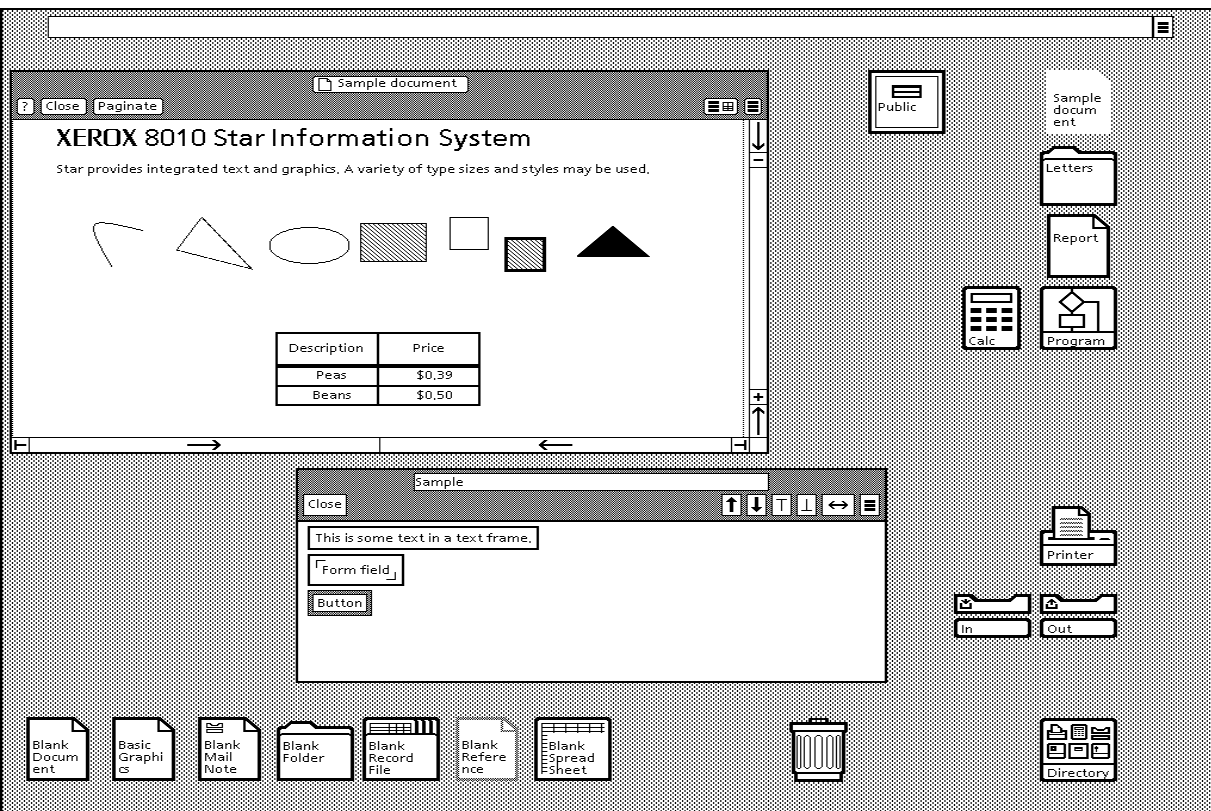 Sample document
? Close Paginate
XEROX 8010 Star Information System
Star provides integrated text and graphics. A variety of type sizes and styles may be used.
Description Price
Peas $0.39
Beans $0.50
Public
Sample
docum
ent
Letters
Report
Calc
Program
Sample
Close
This is some text in a text frame.
Form field
Button
Printer
In
Out
Blank
Docum
ent
Basic
Graphi
cs
Blank
Mail
Note
Blank
Folder
Blank
Record
File
Blank
Refere
nce
Blank
Spread
Sheet
Directory